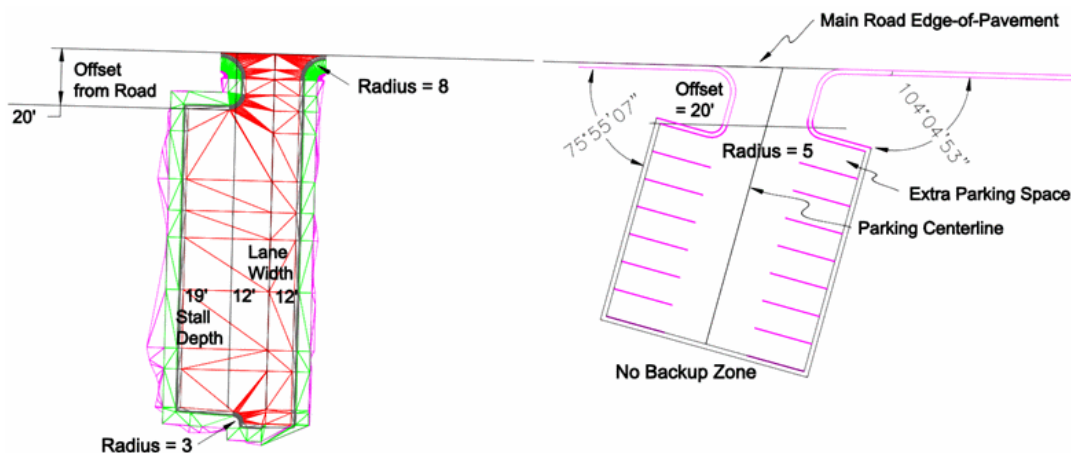 Offset
from Road
20'
Radius = 8
Lane
Width
19'
12'
12'
Stall
Depth
Radius = 3
Main Road Edge-of-Pavement
Offset
= 20'
75°55'07"
104°04'53"
Radius = 5
Extra Parking Space
Parking Centerline
No Backup Zone